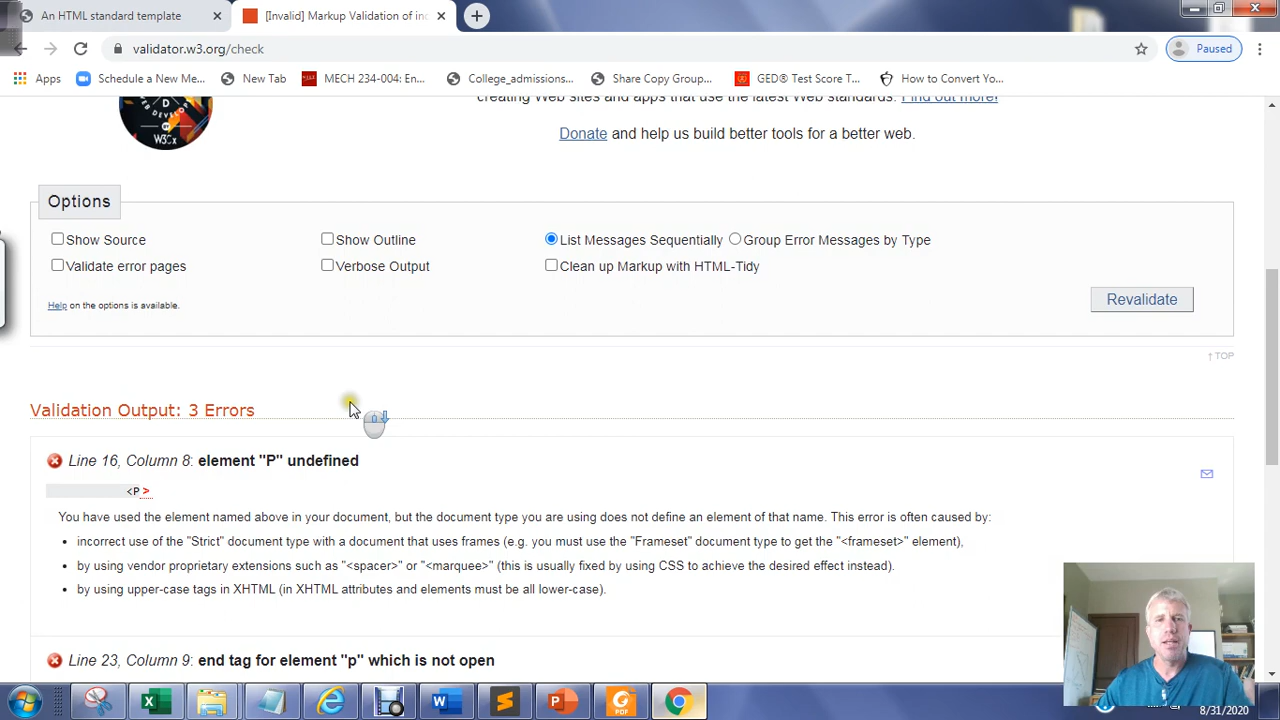 An HTML standard template
[Invalid] Markup Validation of in
validator.w3.org/check
Paused
Apps
Schedule a New Me...
New Tab
MECH 234-004: En...
College_admissions...
Share Copy Group...
GED® Test Score T...
How to Convert Yo...
W3Cx
creating Web sites and apps that use the latest Web standards. Find out more!
Donate and help us build better tools for a better web.
Options
Show Source
Show Outline
List Messages Sequentially
Group Error Messages by Type
Validate error pages
Verbose Output
Clean up Markup with HTML-Tidy
Help on the options is available.
Revalidate
↑ TOP
Validation Output: 3 Errors
Line 16, Column 8: element "P" undefined
<P >
You have used the element named above in your document, but the document type you are using does not define an element of that name. This error is often caused by:
• incorrect use of the "Strict" document type with a document that uses frames (e.g. you must use the "Frameset" document type to get the "<frameset>" element),
• by using vendor proprietary extensions such as "<spacer>" or "<marquee>" (this is usually fixed by using CSS to achieve the desired effect instead).
• by using upper-case tags in XHTML (in XHTML attributes and elements must be all lower-case).
Line 23, Column 9: end tag for element "p" which is not open
PDF
8/31/2020